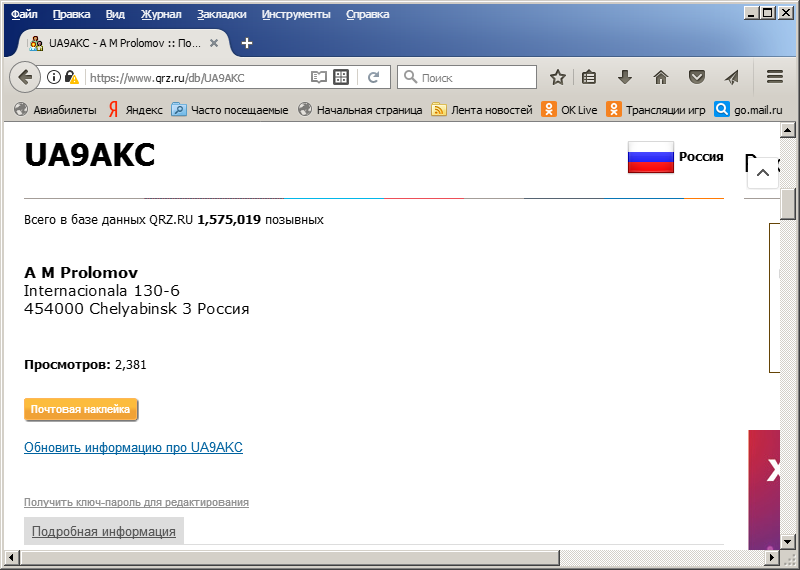 Файл Правка Вид Журнал Закладки Инструменты Справка
UA9AKC - A M Prolomov :: По...
https://www.qrz.ru/db/UA9AKC
Поиск
Авиабилеты Яндекс Часто посещаемые Начальная страница Лента новостей OK Live Трансляции игр go.mail.ru
UA9AKC
Россия
Всего в базе данных QRZ.RU 1,575,019 позывных
A M Prolomov
Internacionala 130-6
454000 Chelyabinsk 3 Россия
Просмотров: 2,381
Почтовая наклейка
Обновить информацию про UA9AKC
Получить ключ-пароль для редактирования
Подробная информация